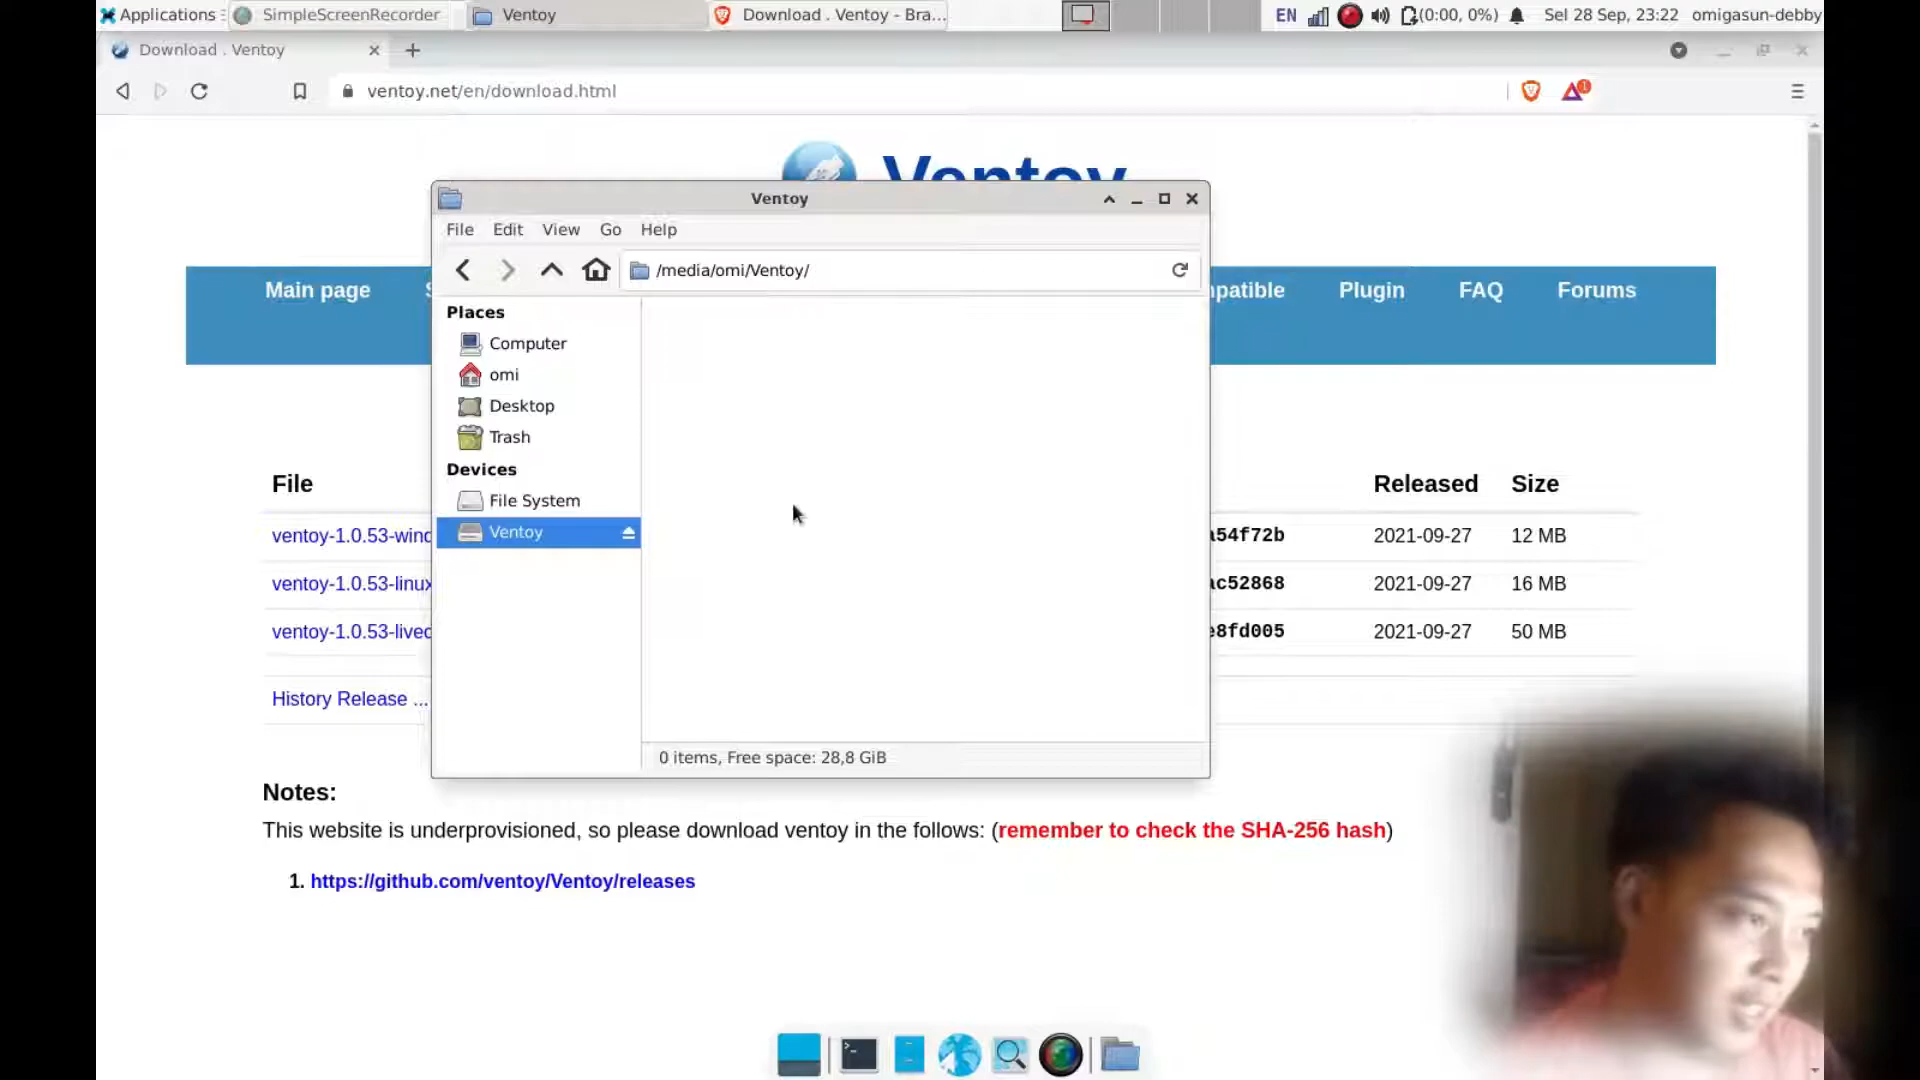 Applications
SimpleScreenRecorder
Ventoy
Download . Ventoy - Bra...
EN
(0:00, 0%)
Sel 28 Sep, 23:22
omigasun-debby
Download . Ventoy
ventoy.net/en/download.html
1
Ventoy
Ventoy
File Edit View Go Help
/media/omi/Ventoy/
Main page
S
mpatible
Plugin
FAQ
Forums
Places
Computer
omi
Desktop
Trash
Devices
File System
Ventoy
0 items, Free space: 28,8 GiB
File
Released
Size
ventoy-1.0.53-wind
a54f72b
2021-09-27
12 MB
ventoy-1.0.53-linux
ac52868
2021-09-27
16 MB
ventoy-1.0.53-livec
e8fd005
2021-09-27
50 MB
History Release ...
Notes:
This website is underprovisioned, so please download ventoy in the follows: (remember to check the SHA-256 hash)
1. https://github.com/ventoy/Ventoy/releases